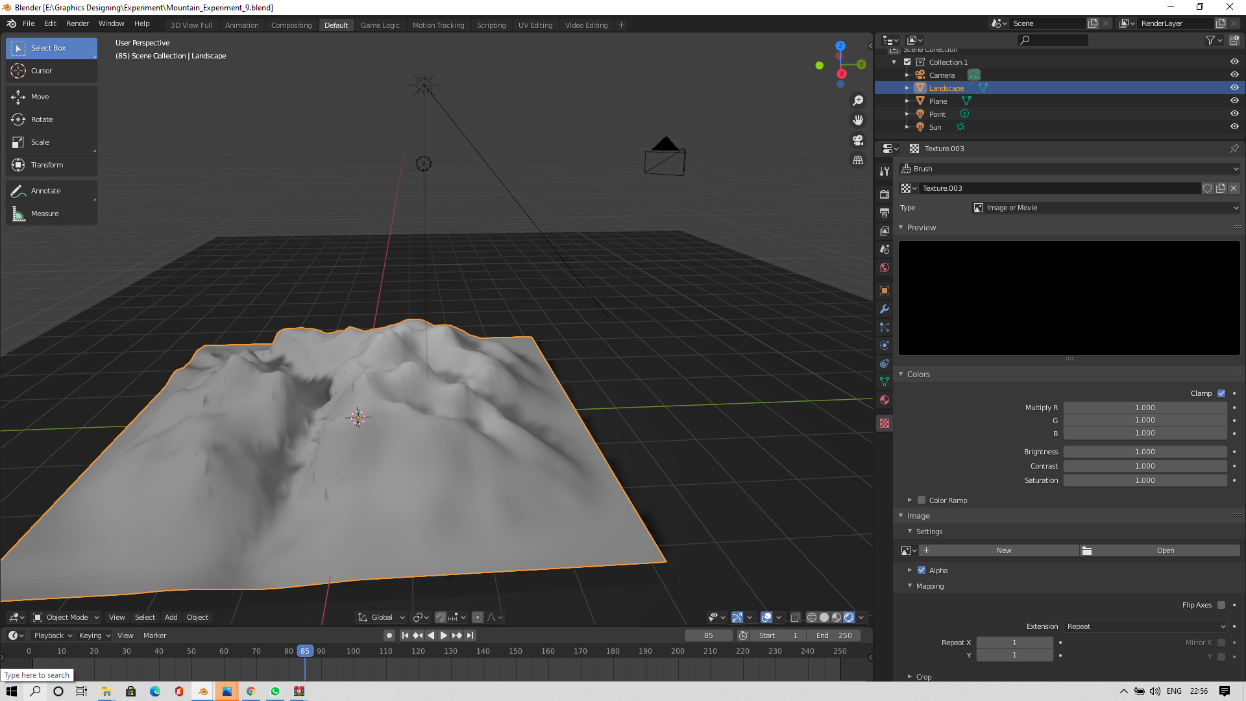 Blender [E:\Graphics Designing\Experiment\Mountain_Experiment_9.blend]
File Edit Render Window Help 3D View Full Animation Compositing Default Game Logic Motion Tracking Scripting UV Editing Video Editing + Scene RenderLayer
Select Box
Cursor
Move
Rotate
Scale
Transform
Annotate
Measure
User Perspective
(85) Scene Collection | Landscape
Z
Y
X
Scene Collection
Collection 1
Camera
Landscape
Plane
Point
Sun
Texture.003
Brush
Texture.003
Type Image or Movie
Preview
Colors
Clamp
Multiply R 1.000
G 1.000
B 1.000
Brightness 1.000
Contrast 1.000
Saturation 1.000
Color Ramp
Image
Settings
+ New Open
Alpha
Mapping
Flip Axes
Extension Repeat
Repeat X 1 Mirror X
Y 1 Y
Crop
Object Mode View Select Add Object Global
Playback Keying View Marker 85 Start 1 End 250
0 10 20 30 40 50 60 70 80 85 90 100 110 120 130 140 150 160 170 180 190 200 210 220 230 240 250
Type here to search
ENG 22:56